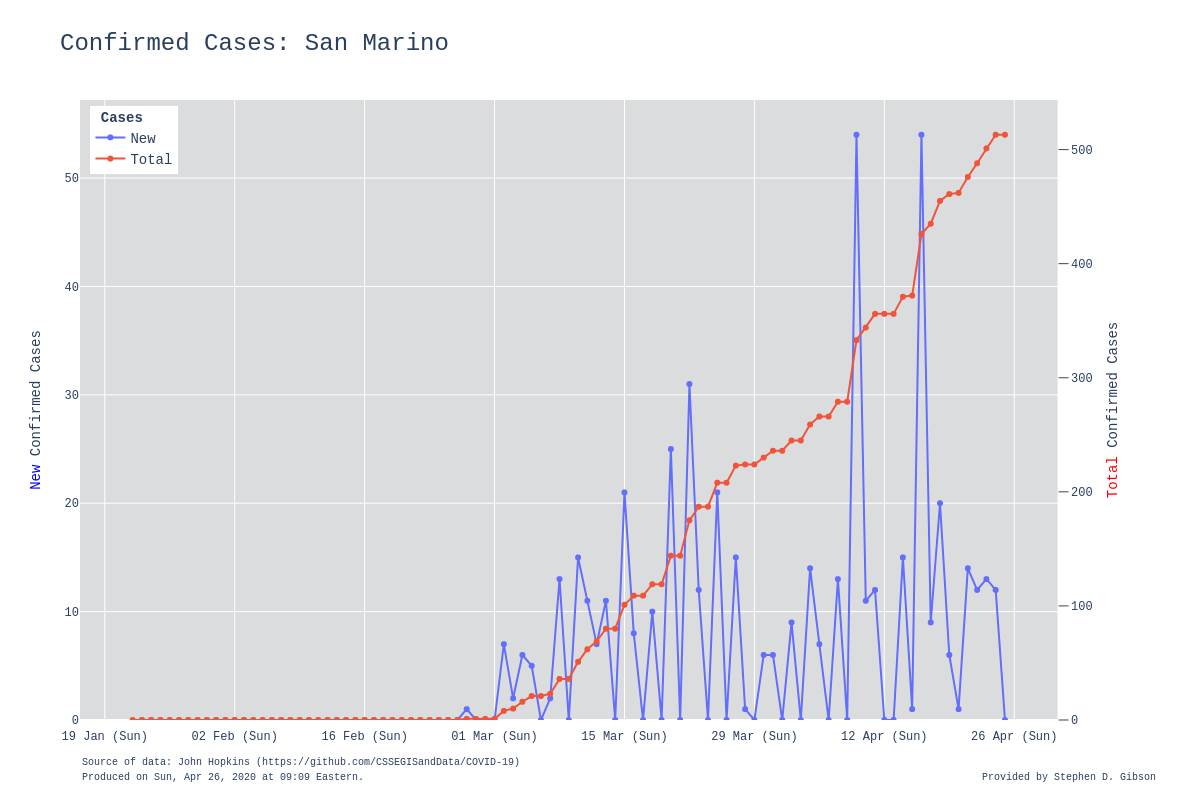 Confirmed Cases: San Marino
Cases
New
Total
50
40
30
20
10
0
New Confirmed Cases
500
400
300
200
100
0
Total Confirmed Cases
19 Jan (Sun) 02 Feb (Sun) 16 Feb (Sun) 01 Mar (Sun) 15 Mar (Sun) 29 Mar (Sun) 12 Apr (Sun) 26 Apr (Sun)
Source of data: John Hopkins (https://github.com/CSSEGISandData/COVID-19)
Produced on Sun, Apr 26, 2020 at 09:09 Eastern.
Provided by Stephen D. Gibson